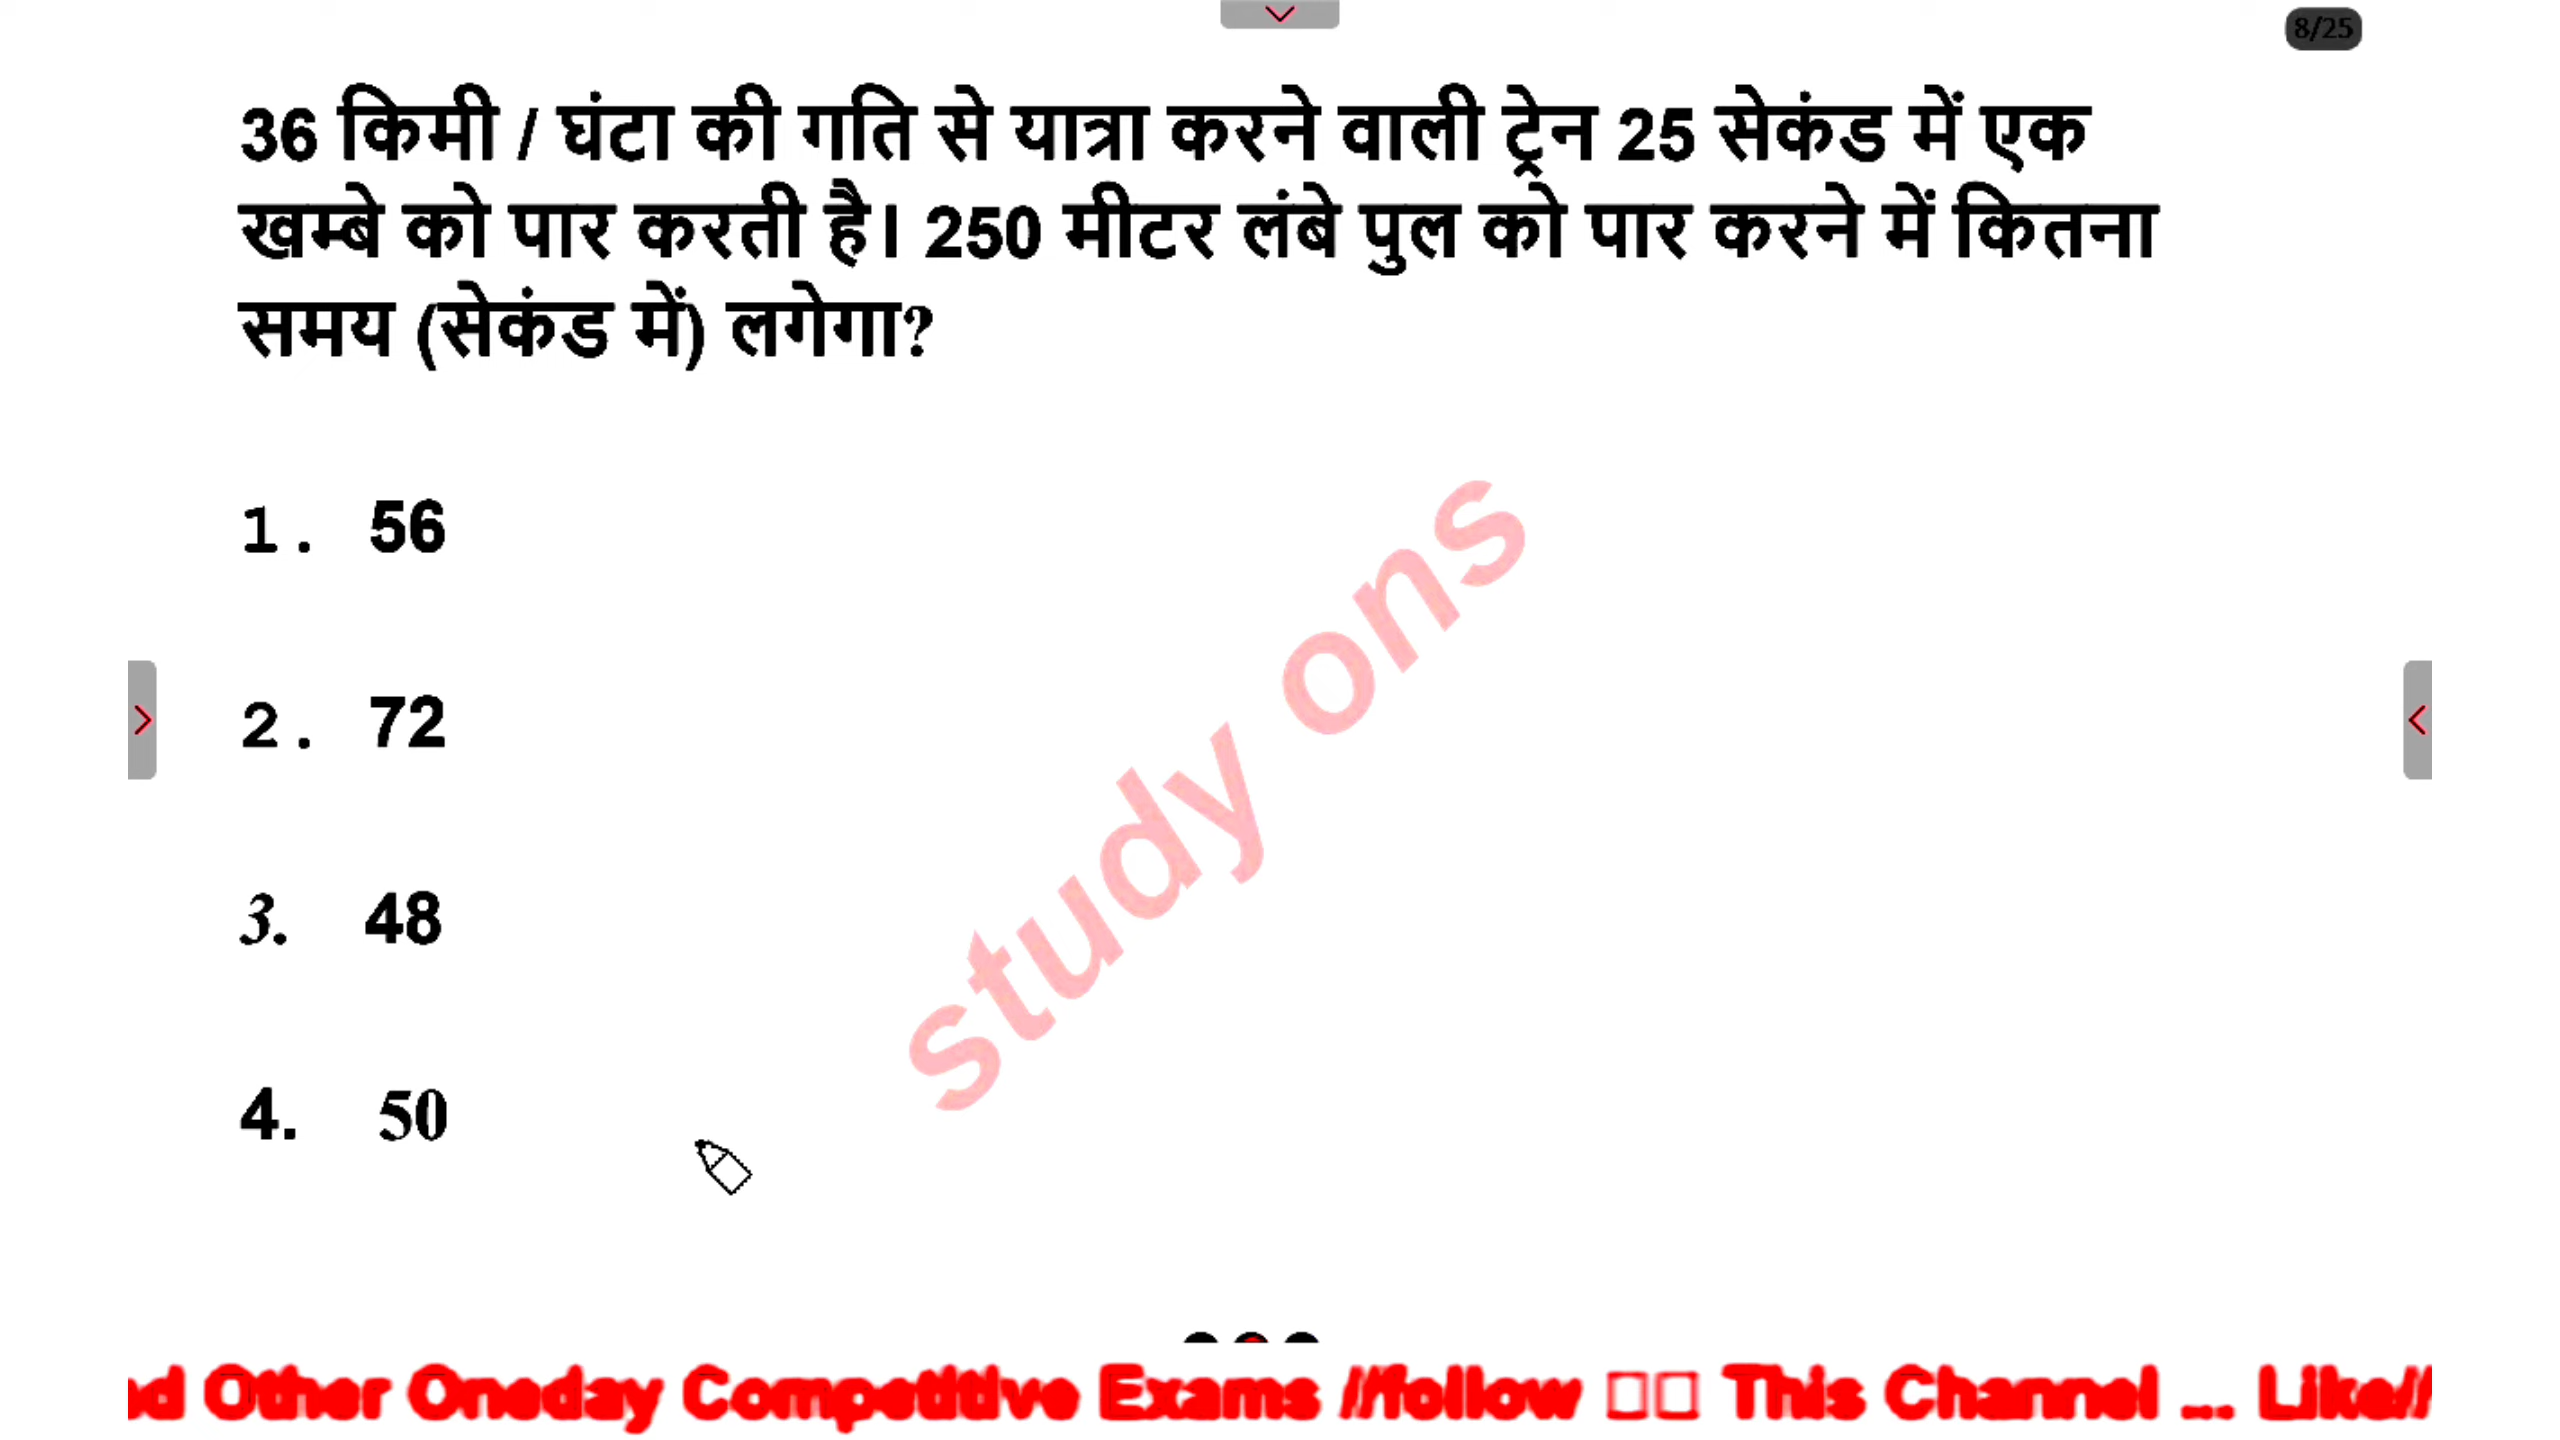 8/25
36 किमी / घंटा की गति से यात्रा करने वाली ट्रेन 25 सेकंड में एक
खम्बे को पार करती है। 250 मीटर लंबे पुल को पार करने में कितना
समय (सेकंड में) लगेगा?
1. 56
2. 72
3. 48
4. 50
study ons
Other Oneday Competitive Exams //follow This Channel ... Like//